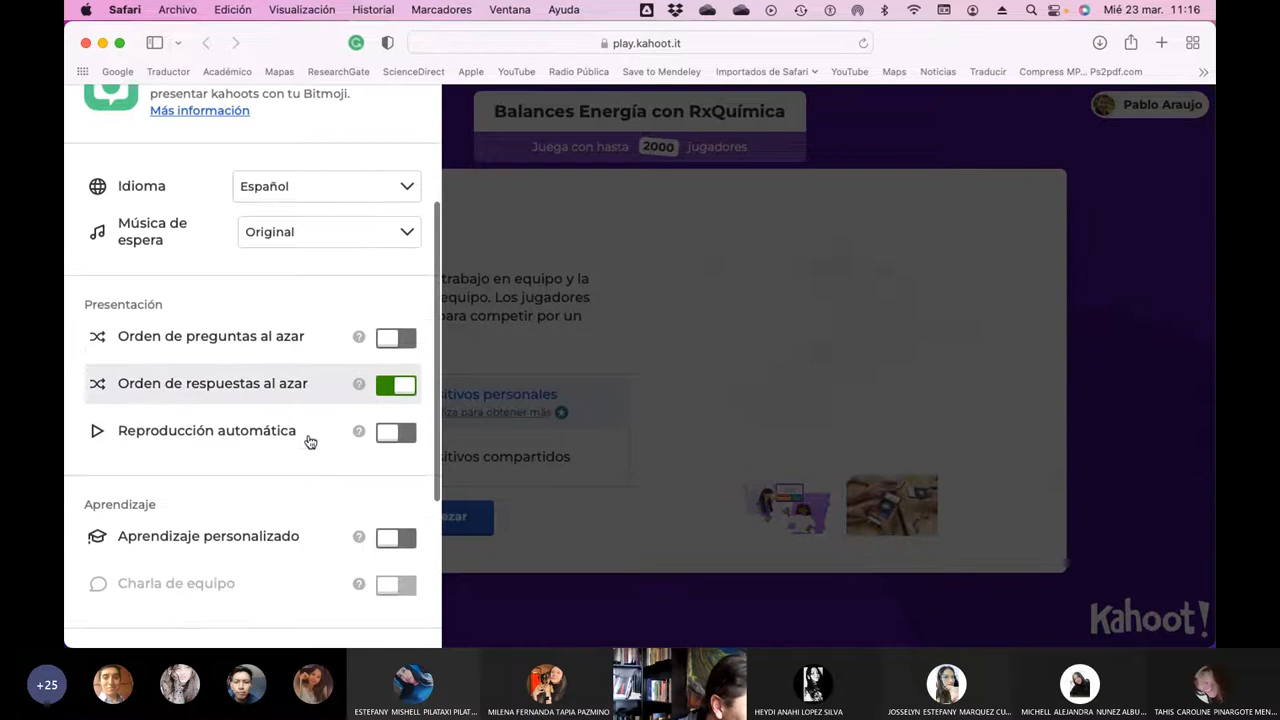 Safari Archivo Edición Visualización Historial Marcadores Ventana Ayuda Mié 23 mar. 11:16
play.kahoot.it
Google Traductor Académico Mapas ResearchGate ScienceDirect Apple YouTube Radio Pública Save to Mendeley Importados de Safari YouTube Maps Noticias Traducir Compress MP... Ps2pdf.com
presentar kahoots con tu Bitmoji.
Más información
Balances Energía con RxQuímica
Juega con hasta 2000 jugadores
Pablo Araujo
Idioma
Español
Música de
espera
Original
trabajo en equipo y la
equipo. Los jugadores
para competir por un
Presentación
Orden de preguntas al azar ?
Orden de respuestas al azar ?
Reproducción automática ?
sitivos personales
liza para obtener más
sitivos compartidos
Aprendizaje
Aprendizaje personalizado ?
Charla de equipo ?
zar
Kahoot!
+25
ESTEFANY MISHELL PILATAXI PILAT...
MILENA FERNANDA TAPIA PAZMINO
HEYDI ANAHI LOPEZ SILVA
JOSSELYN ESTEFANY MARQUEZ CU...
MICHELL ALEJANDRA NUNEZ ALBU...
TAHIS CAROLINE PINARGOTE MEN...